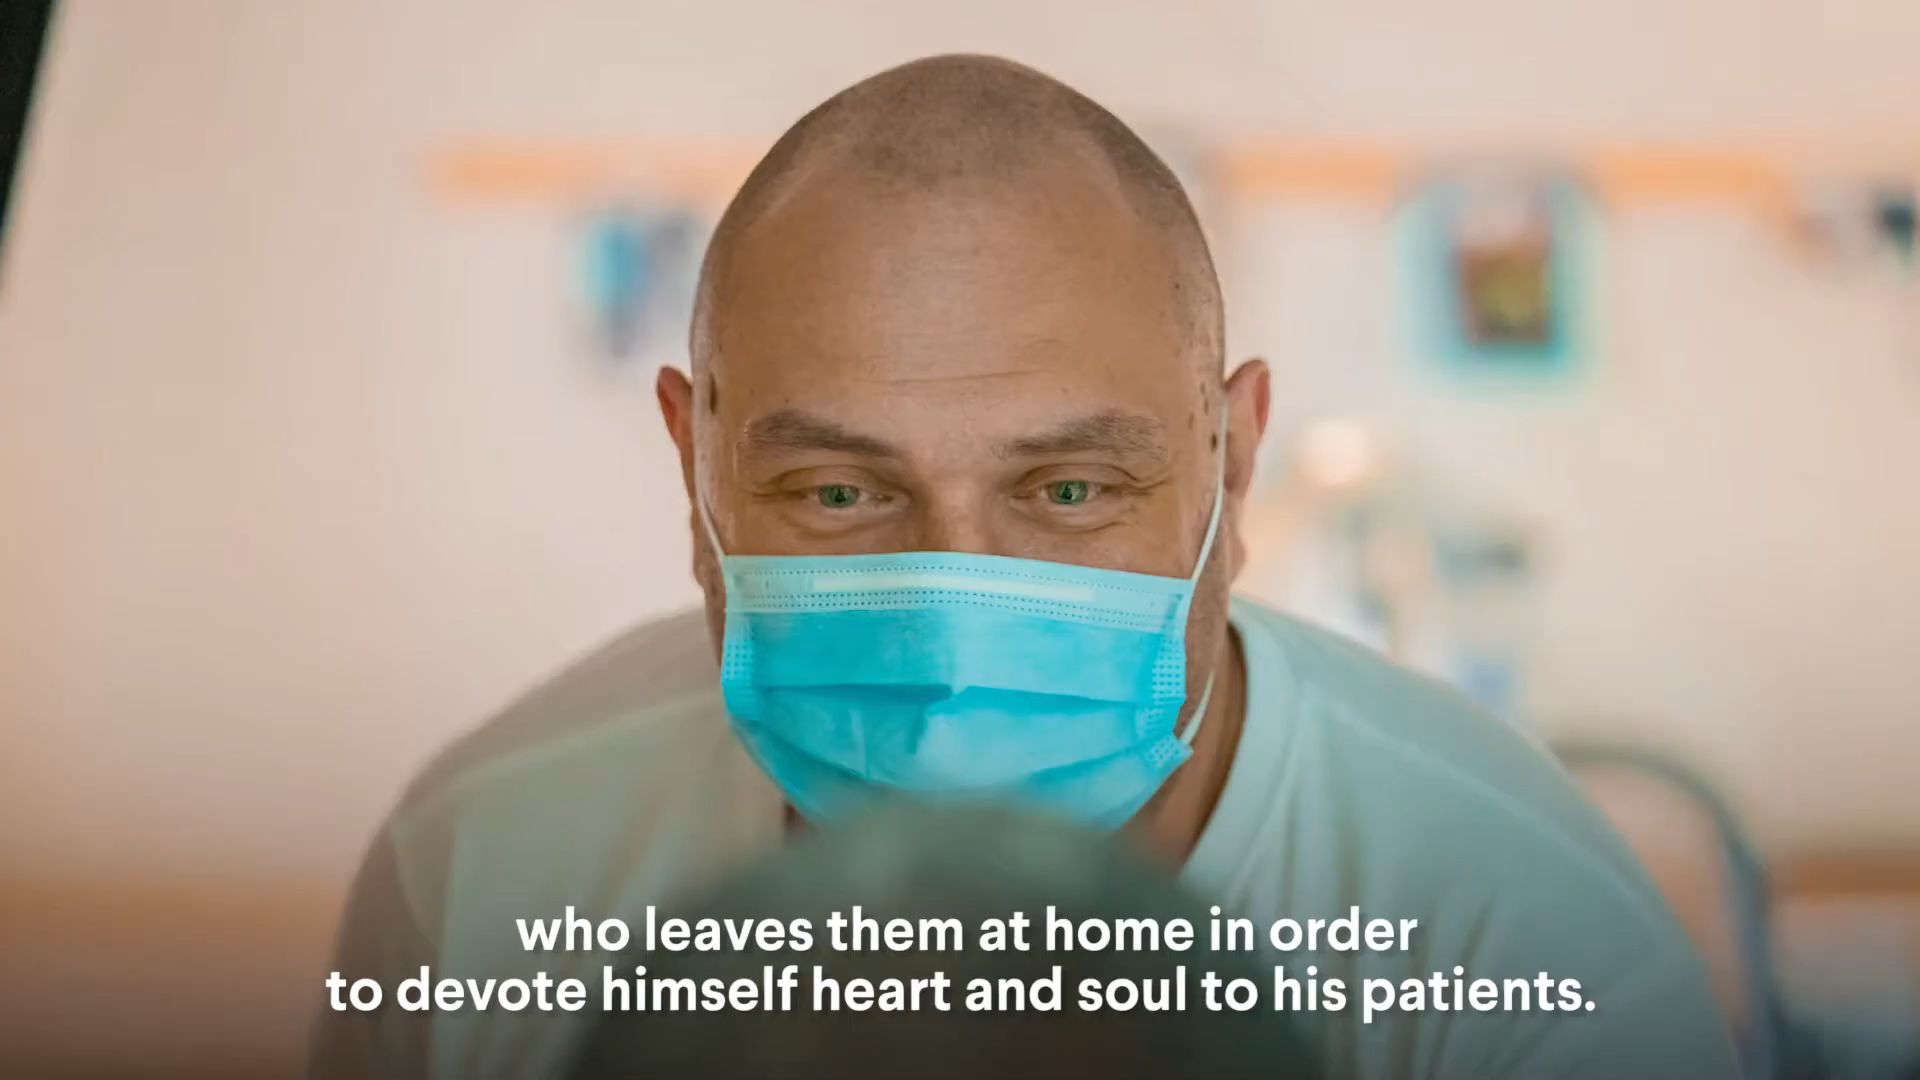 who leaves them at home in order
to devote himself heart and soul to his patients.